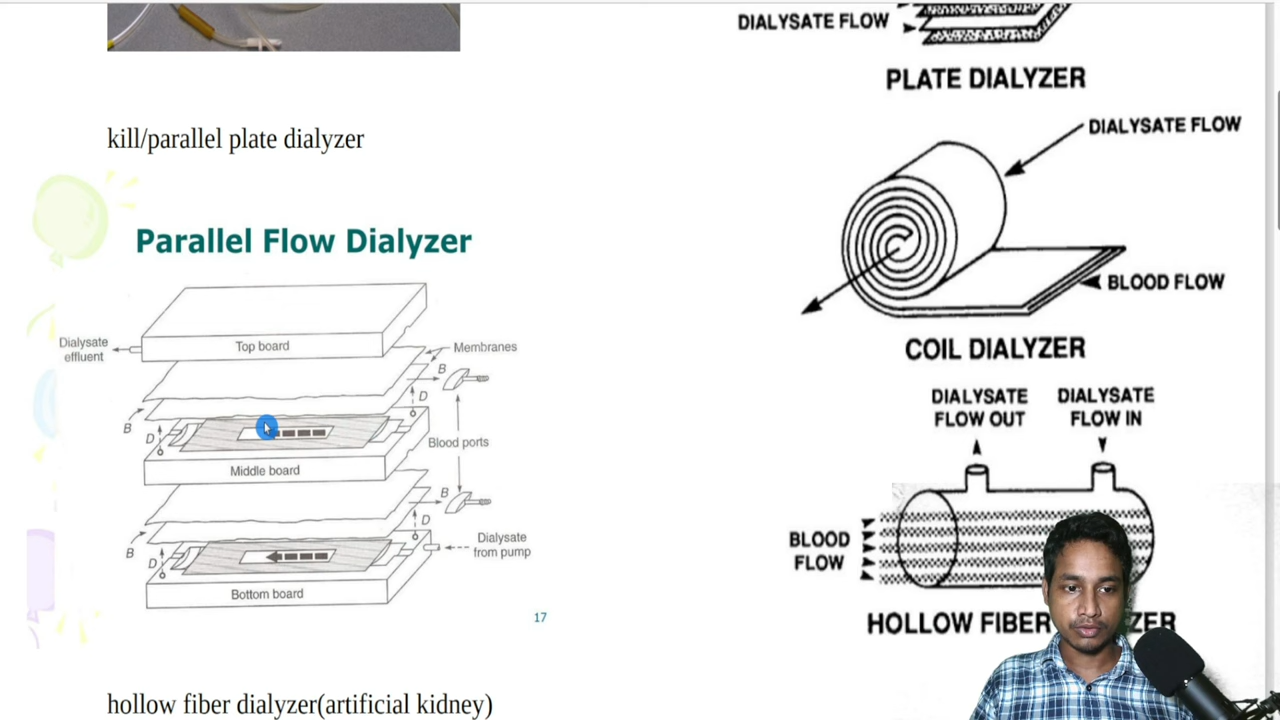 DIALYSATE FLOW
PLATE DIALYZER
kill/parallel plate dialyzer
Parallel Flow Dialyzer
Dialysate
effluent
Top board
Membranes
B
D
B
D
Blood ports
Middle board
B
D
B
D
Dialysate
from pump
Bottom board
17
hollow fiber dialyzer(artificial kidney)
DIALYSATE FLOW
BLOOD FLOW
COIL DIALYZER
DIALYSATE
FLOW OUT
DIALYSATE
FLOW IN
BLOOD
FLOW
HOLLOW FIBER